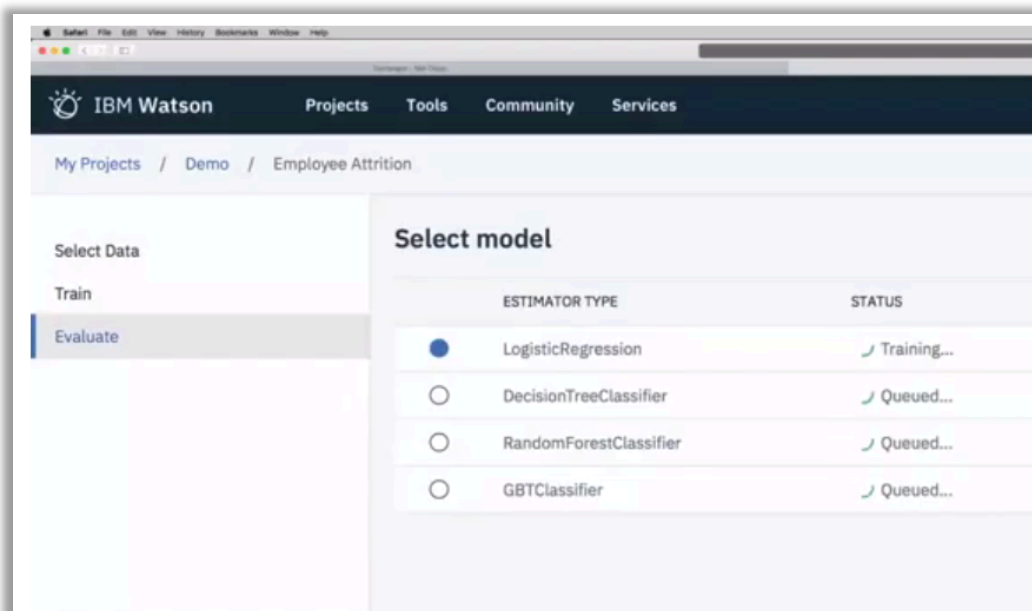 Safari File Edit View History Bookmarks Window Help
IBM Watson Projects Tools Community Services
My Projects / Demo / Employee Attrition
Select Data
Train
Evaluate
Select model
ESTIMATOR TYPE STATUS
LogisticRegression Training...
DecisionTreeClassifier Queued...
RandomForestClassifier Queued...
GBTClassifier Queued...